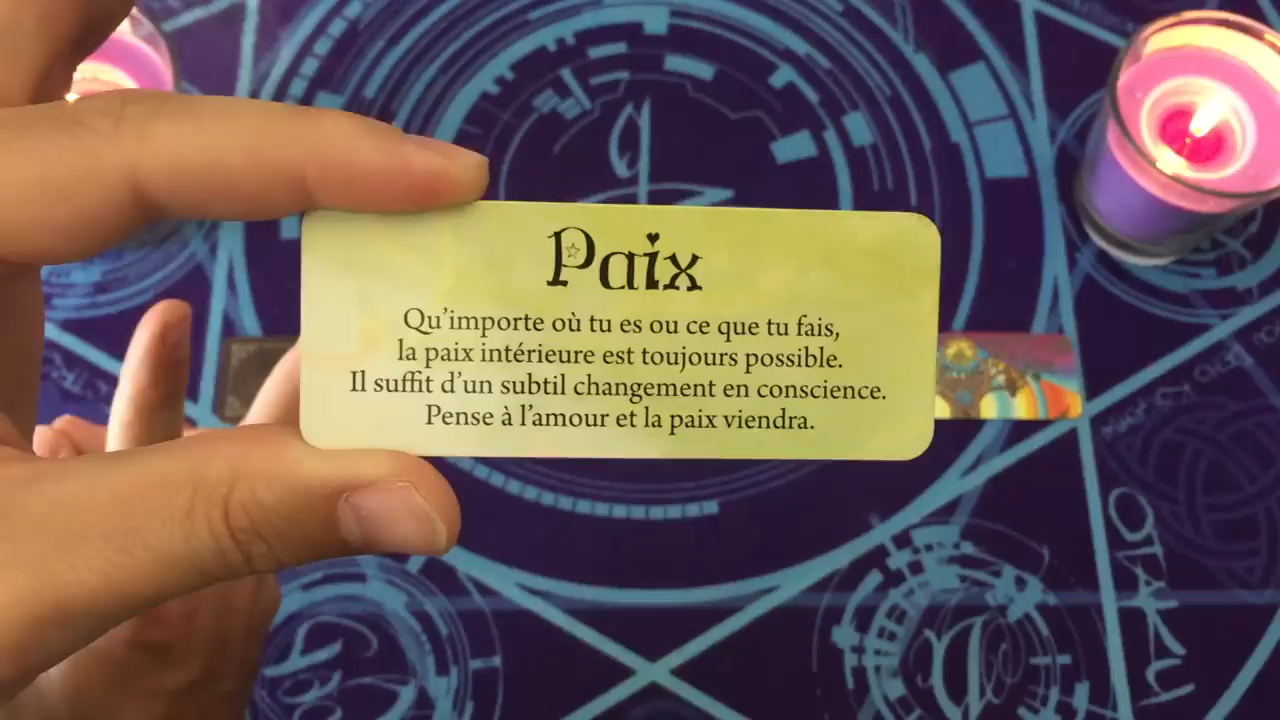 Paix
Qu'importe où tu es ou ce que tu fais,
la paix intérieure est toujours possible.
Il suffit d'un subtil changement en conscience.
Pense à l'amour et la paix viendra.